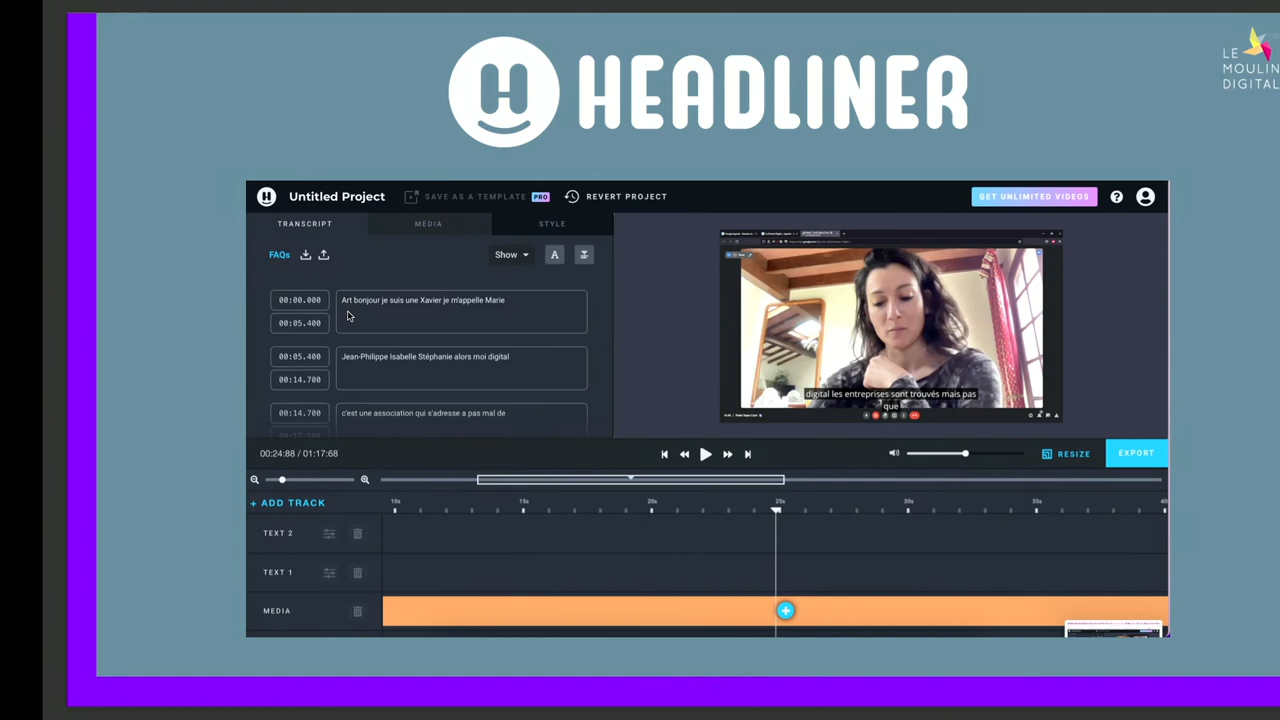 HEADLINER
LE
MOULIN
DIGITAL
Untitled Project
SAVE AS A TEMPLATE PRO
REVERT PROJECT
GET UNLIMITED VIDEOS
?
TRANSCRIPT
MEDIA
STYLE
FAQs
Show
A
00:00.000
Art bonjour je suis une Xavier je m'appelle Marie
00:05.400
00:05.400
Jean-Philippe Isabelle Stéphanie alors moi digital
00:14.700
00:14.700
c'est une association qui s'adresse a pas mal de
digital les entreprises sont trouvés mais pas
que
00:24:88 / 01:17:68
RESIZE
EXPORT
+ ADD TRACK
10s
15s
20s
25s
30s
35s
TEXT 2
TEXT 1
MEDIA